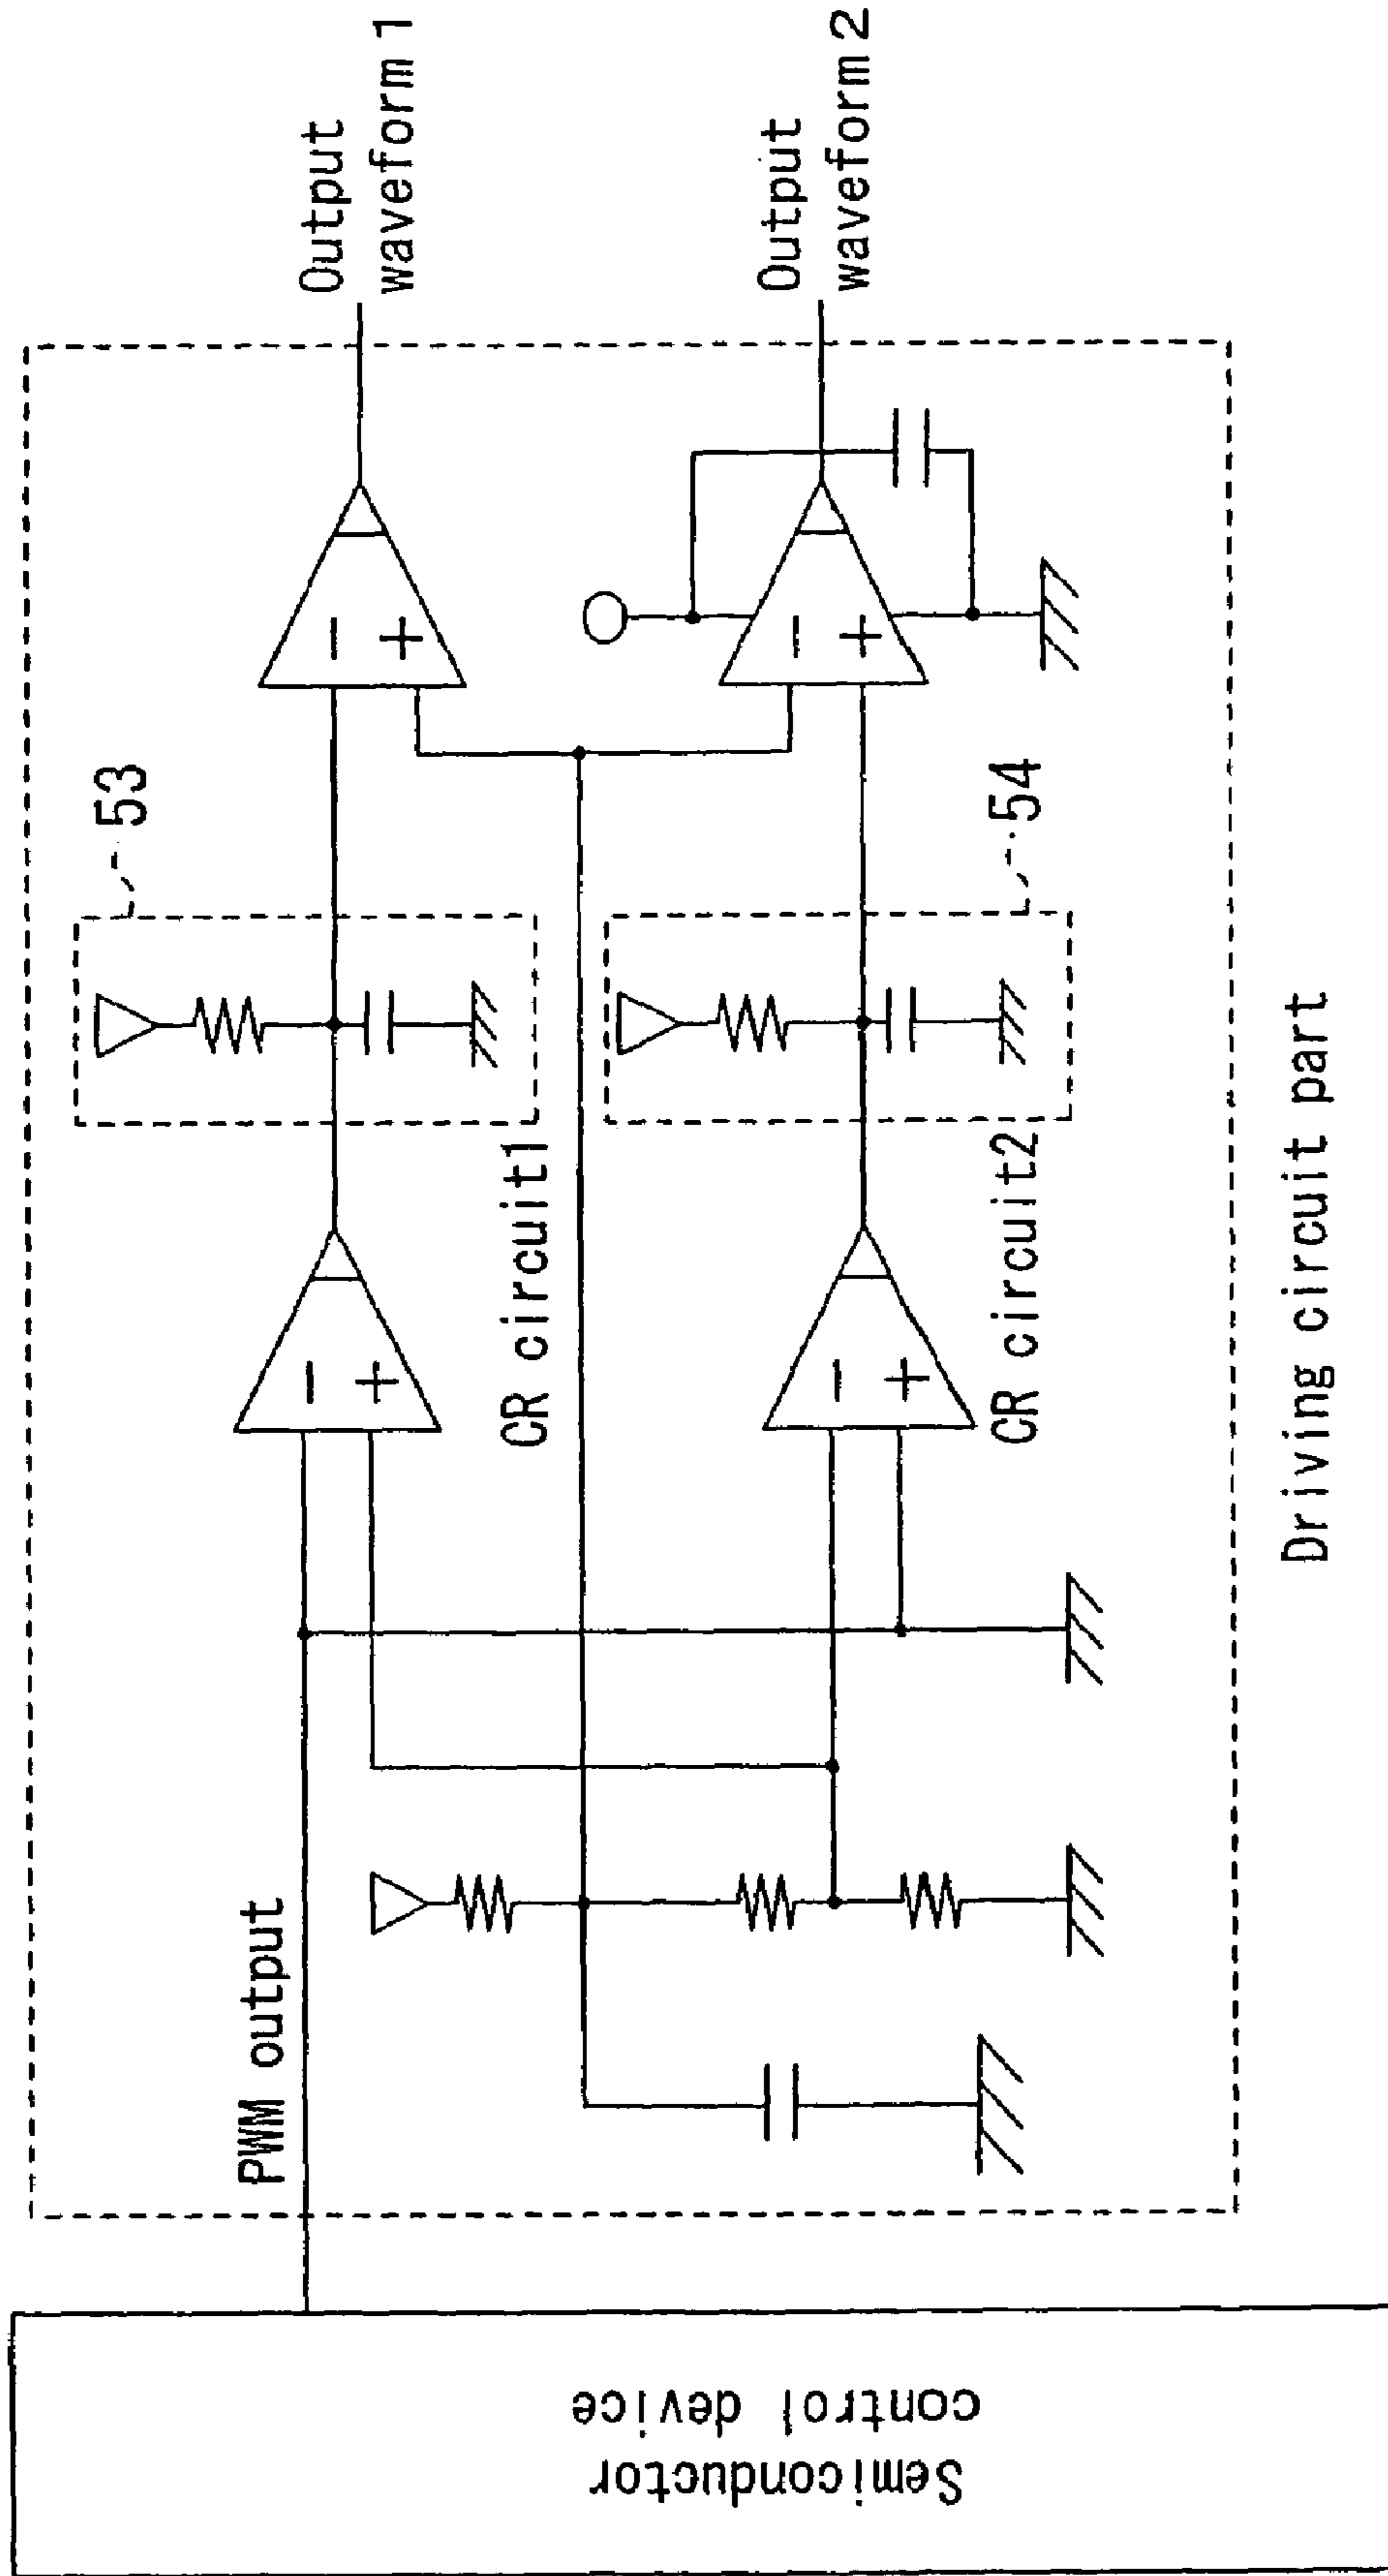 Semiconductor
control device
PWM output
CR circuit1
CR circuit2
53
54
-
+
-
+
-
+
-
+
Output
waveform 1
Output
waveform 2
Driving circuit part